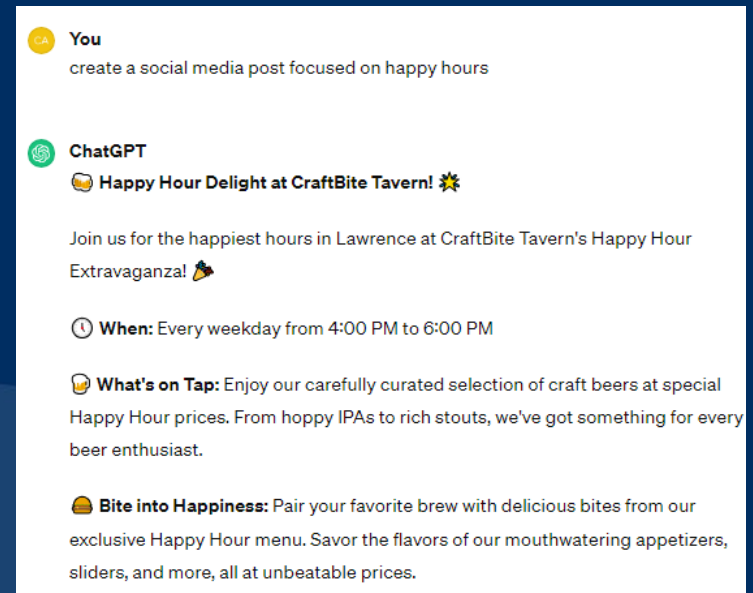 CA
You
create a social media post focused on happy hours
ChatGPT
🍻 Happy Hour Delight at CraftBite Tavern! 🌟
Join us for the happiest hours in Lawrence at CraftBite Tavern's Happy Hour
Extravaganza! 🎉
🕓 When: Every weekday from 4:00 PM to 6:00 PM
🍺 What's on Tap: Enjoy our carefully curated selection of craft beers at special
Happy Hour prices. From hoppy IPAs to rich stouts, we've got something for every
beer enthusiast.
🍔 Bite into Happiness: Pair your favorite brew with delicious bites from our
exclusive Happy Hour menu. Savor the flavors of our mouthwatering appetizers,
sliders, and more, all at unbeatable prices.